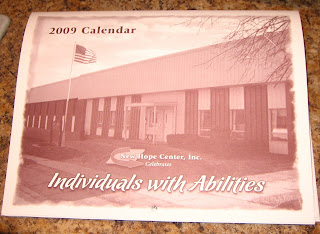 2009 Calendar
New Hope Center, Inc.
Celebrates
Individuals with Abilities